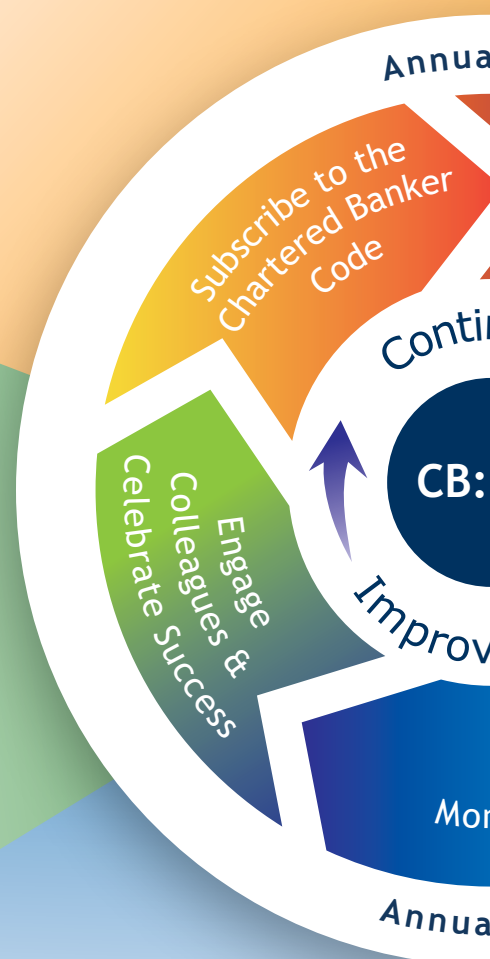 Annua
Subscribe to the
Chartered Banker
Code
Contin
CB:
Improv
Engage
Colleagues &
Celebrate Success
Mon
Annua